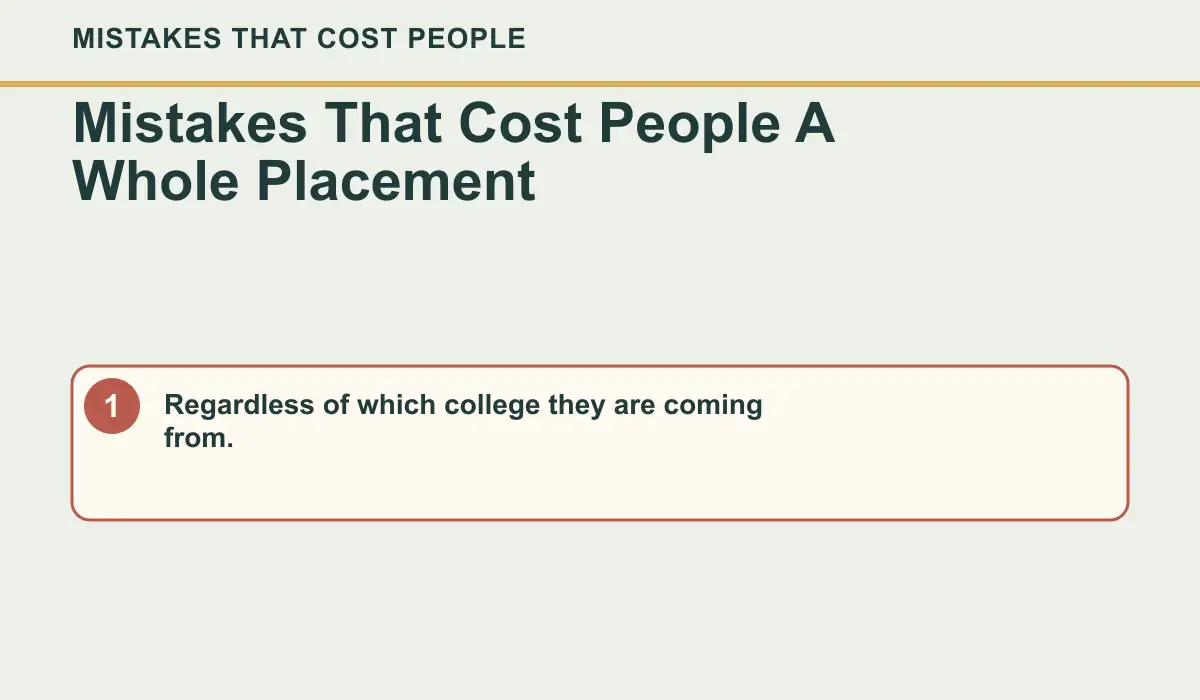 MISTAKES THAT COST PEOPLE
Mistakes That Cost People A
Whole Placement
1
Regardless of which college they are coming
from.